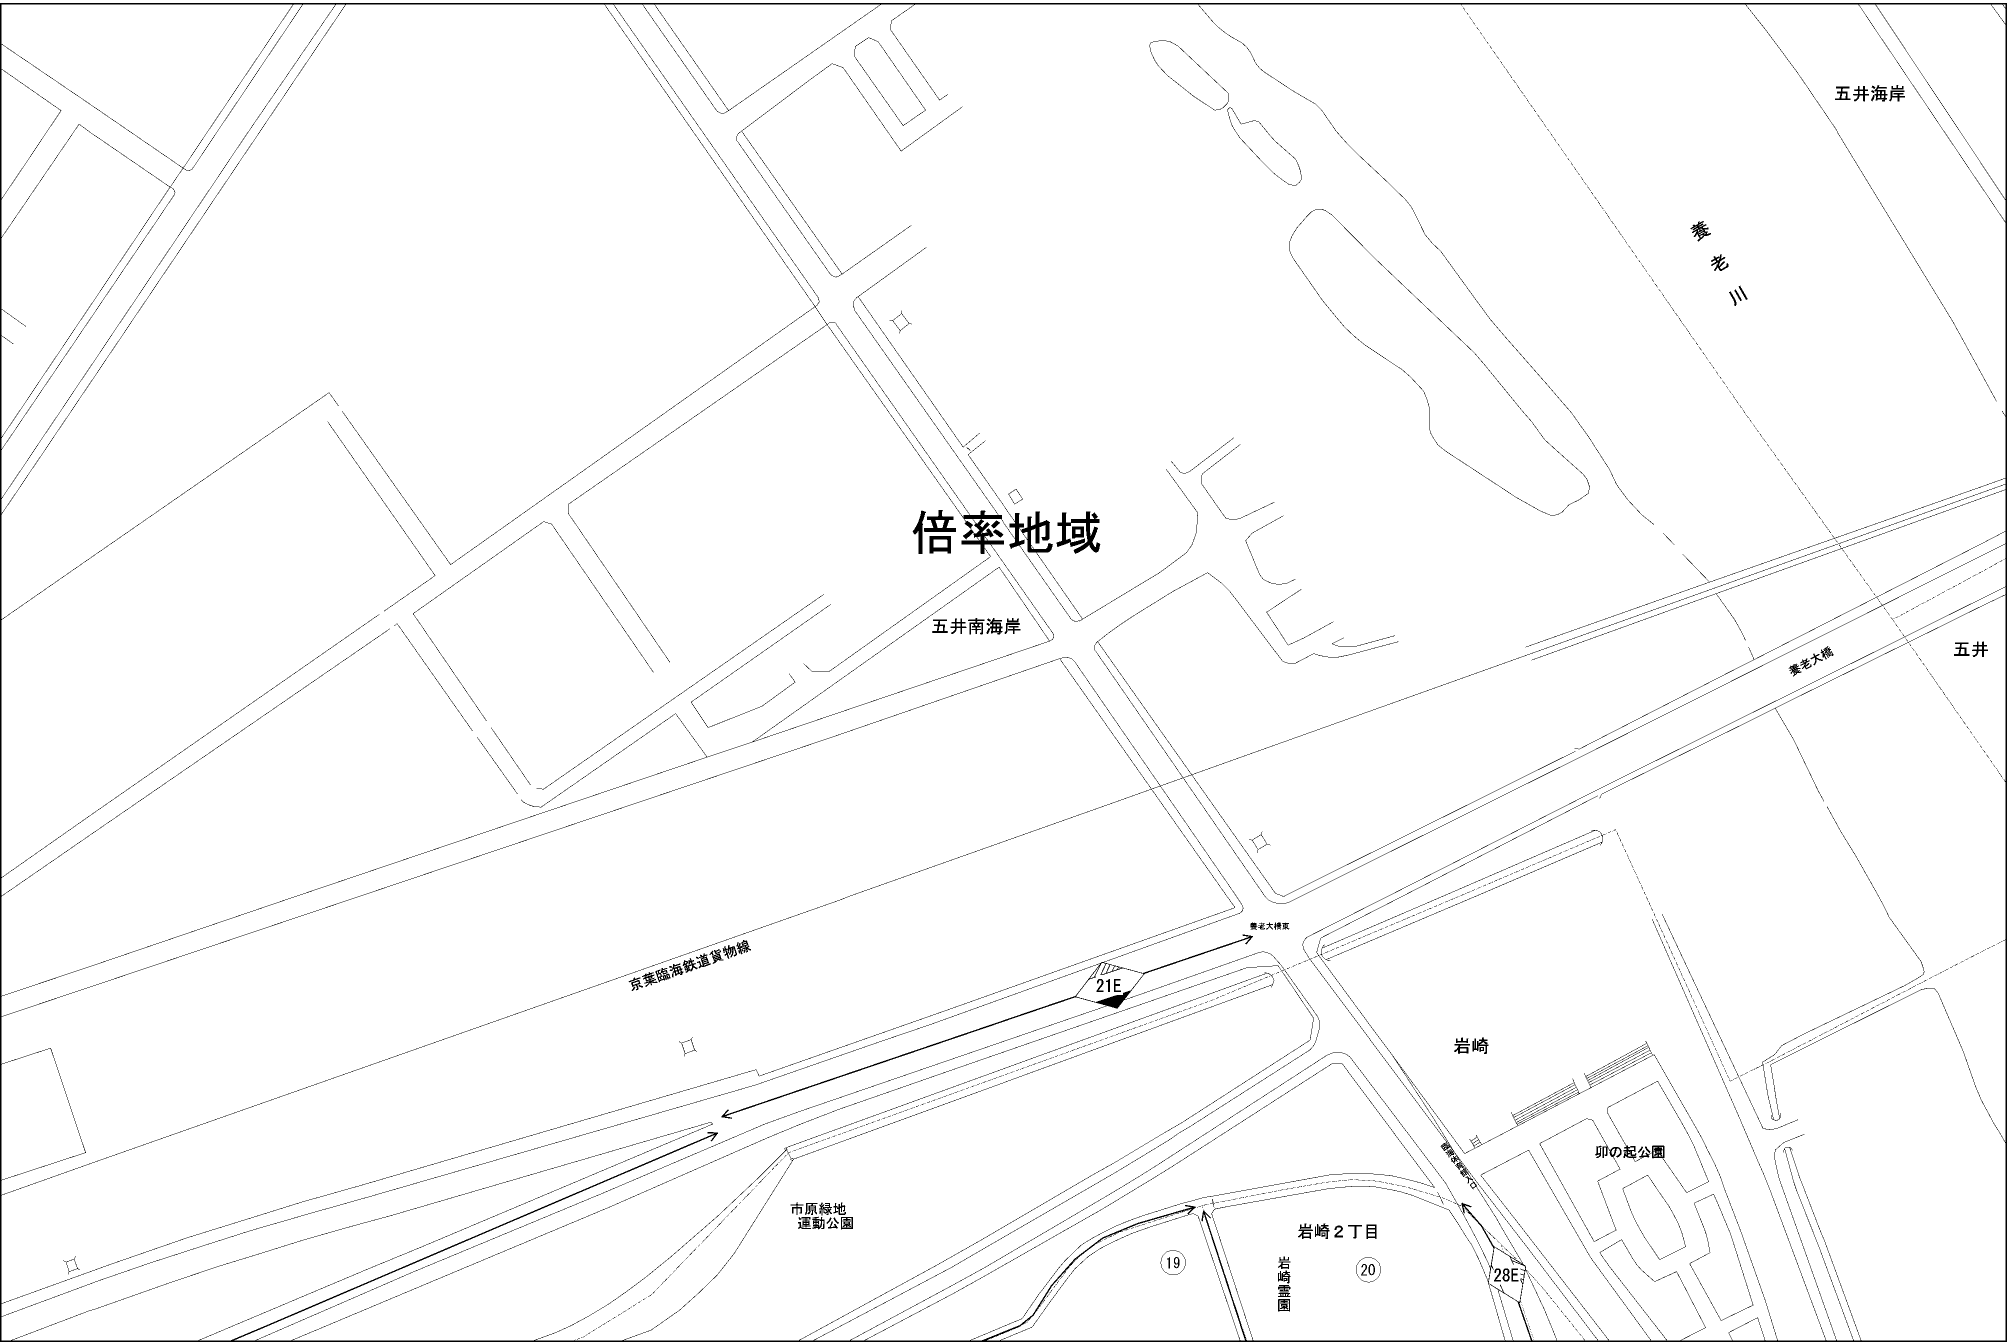 五井海岸
養老川
倍率地域
五井南海岸
養老大橋
五井
養老大橋東
京葉臨海鉄道貨物線
21E
岩崎
卯の起公園
市原緑地
運動公園
岩崎２丁目
19
20
岩崎霊園
28E